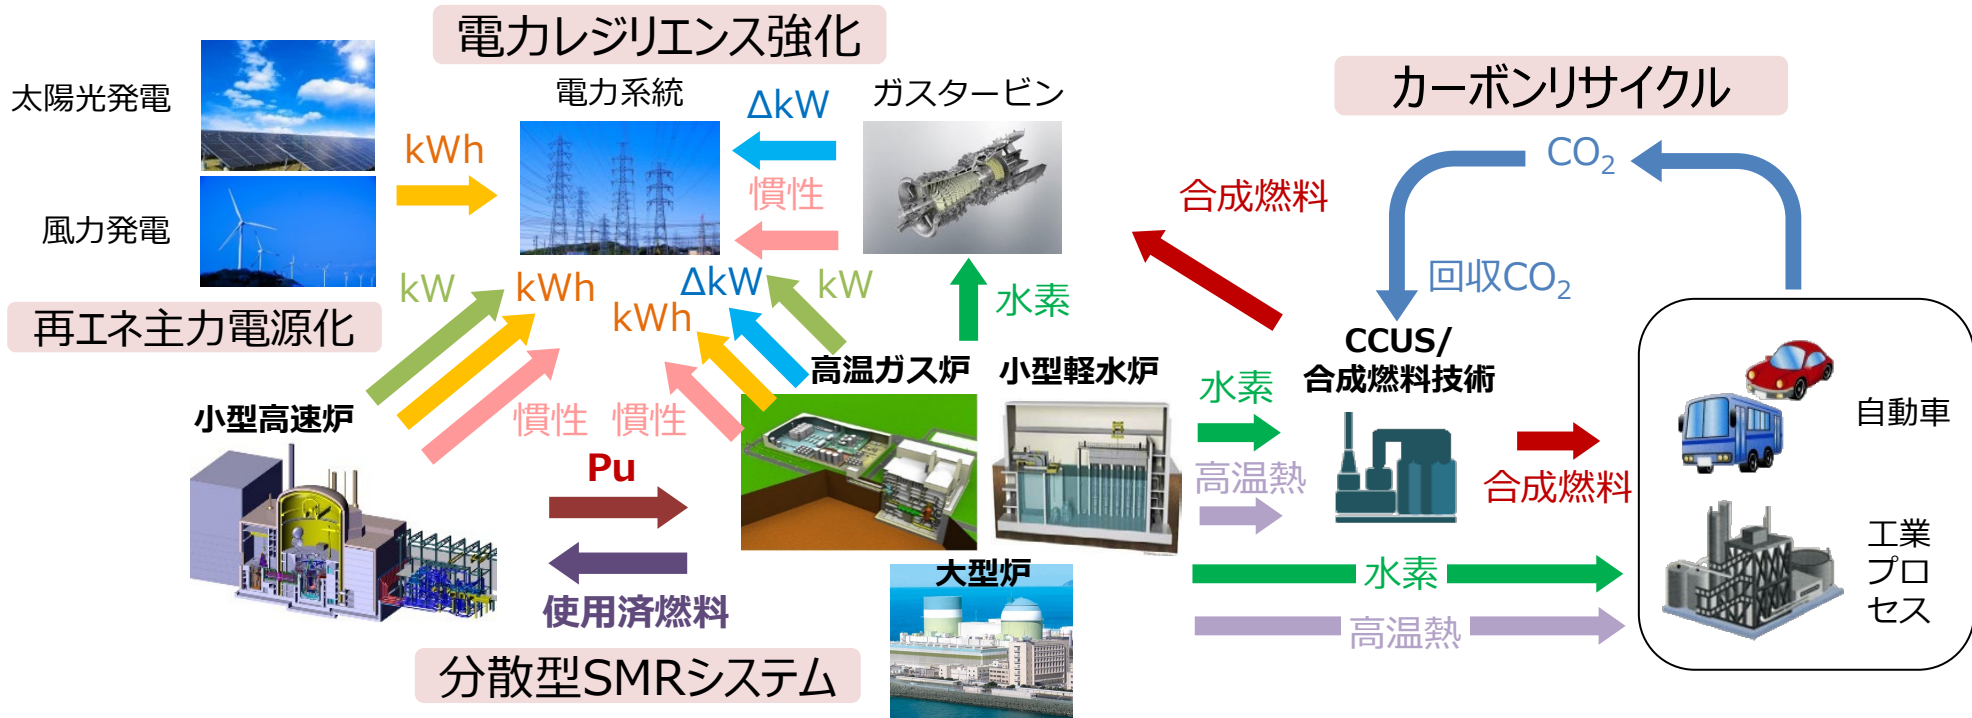 電力レジリエンス強化
太陽光発電
電力系統
ガスタービン
カーボンリサイクル
ΔkW
kWh
慣性
風力発電
CO2
合成燃料
回収CO2
kW
kWh
ΔkW
kW
kWh
水素
再エネ主力電源化
CCUS/
合成燃料技術
高温ガス炉
小型軽水炉
水素
小型高速炉
慣性
慣性
自動車
Pu
高温熱
合成燃料
工業
プロ
セス
大型炉
水素
使用済燃料
高温熱
分散型SMRシステム